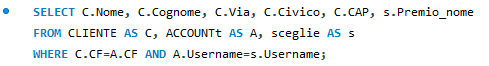 SELECT C.Nome, C.Cognome, C.Via, C.Civico, C.CAP, s.Premio_nome
FROM CLIENTE AS C, ACCOUNTt AS A, sceglie AS s
WHERE C.CF=A.CF AND A.Username=s.Username;